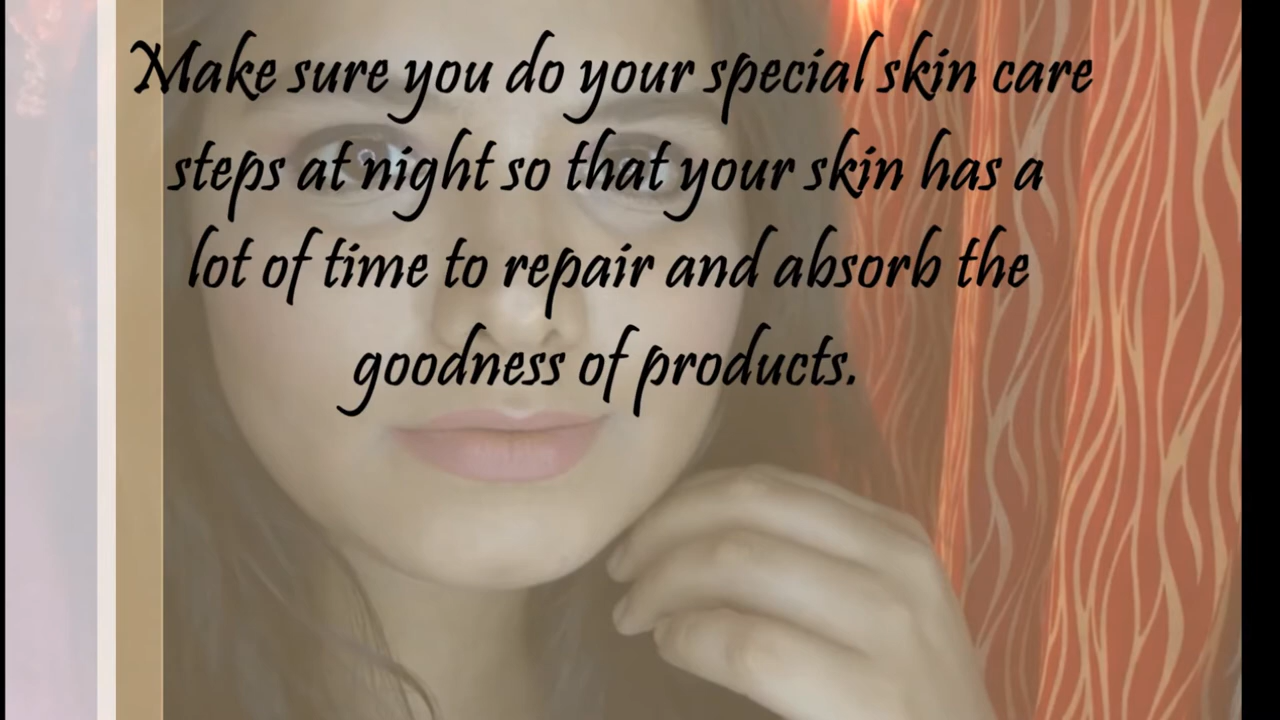 Make sure you do your special skin care
steps at night so that your skin has a
lot of time to repair and absorb the
goodness of products.